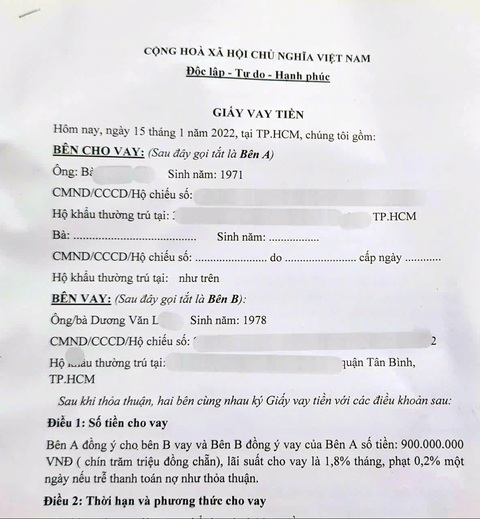 CỘNG HOÀ XÃ HỘI CHỦ NGHĨA VIỆT NAM
Độc lập - Tự do - Hạnh phúc
GIẤY VAY TIỀN
Hôm nay, ngày 15 tháng 1 năm 2022, tại TP.HCM, chúng tôi gồm:
BÊN CHO VAY: (Sau đây gọi tắt là Bên A)
Ông: Sinh năm: 1971
CMND/CCCD/Hộ chiếu số:
Hộ khẩu thường trú tại: TP.HCM
Bà: ...................................... Sinh năm: ................
CMND/CCCD/Hộ chiếu số: ....................... do .................... cấp ngày ...........
Hộ khẩu thường trú tại: như trên
BÊN VAY: (Sau đây gọi tắt là Bên B):
Ông/bà Dương Văn Sinh năm: 1978
CMND/CCCD/Hộ chiếu số: 2
Hộ thường trú tại: quận Tân Bình,
TP.HCM
Sau khi thỏa thuận, hai bên cùng nhau ký Giấy vay tiền với các điều khoản sau:
Điều 1: Số tiền cho vay
Bên A đồng ý cho bên B vay và Bên B đồng ý vay của Bên A số tiền: 900.000.000
VNĐ ( chín trăm triệu đồng chẵn), lãi suất cho vay là 1,8% tháng, phạt 0,2% một
ngày nếu trễ thanh toán nợ như thỏa thuận.
Điều 2: Thời hạn và phương thức cho vay